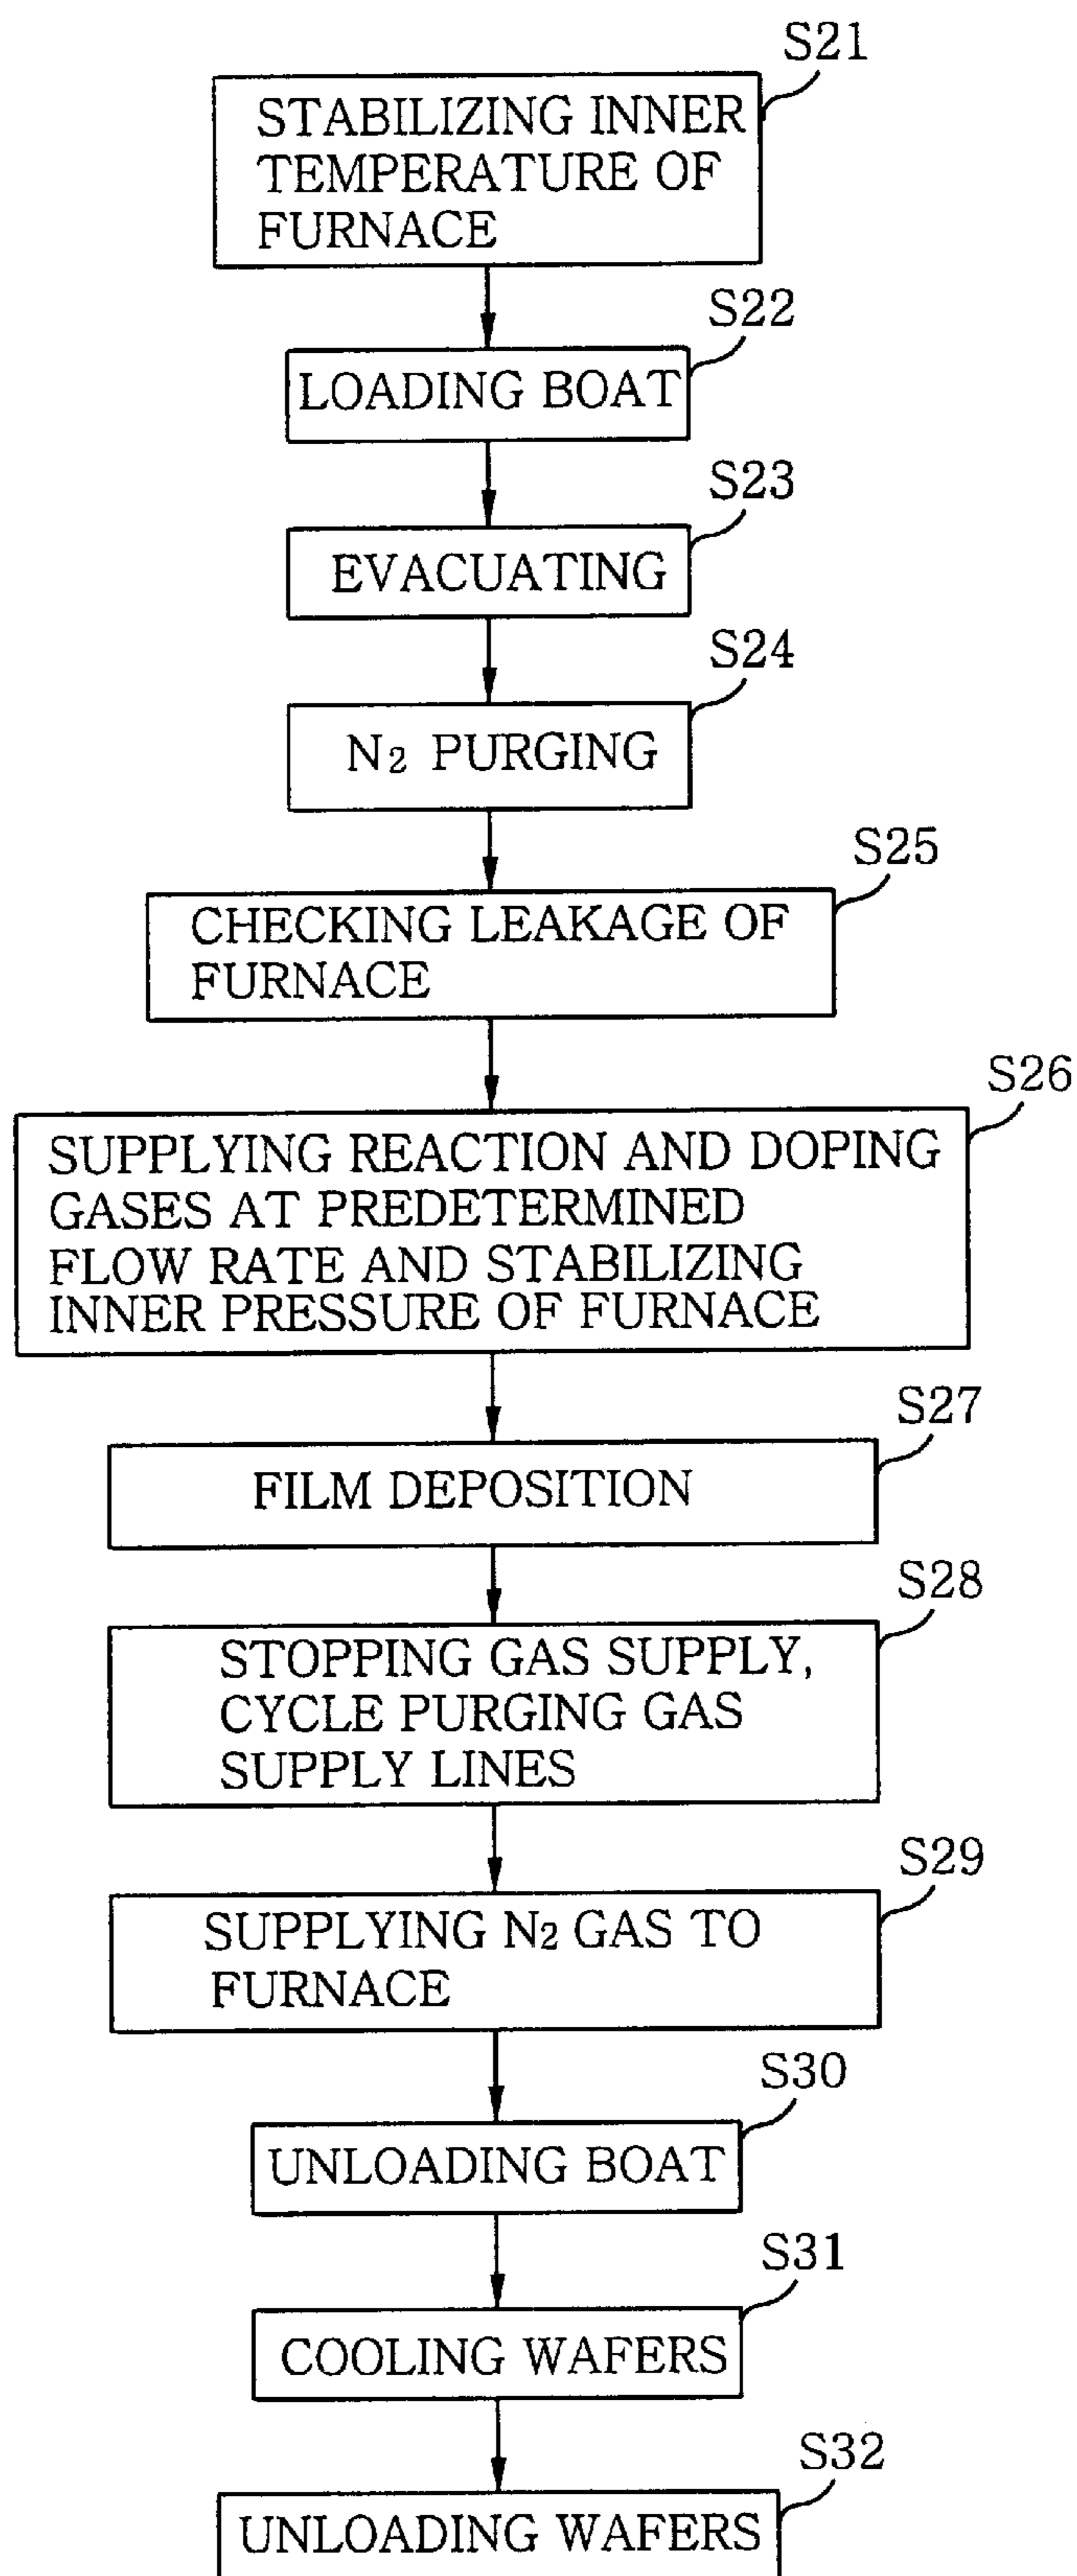 S21
STABILIZING INNER
TEMPERATURE OF
FURNACE
S22
LOADING BOAT
S23
EVACUATING
S24
N₂ PURGING
S25
CHECKING LEAKAGE OF
FURNACE
S26
SUPPLYING REACTION AND DOPING
GASES AT PREDETERMINED
FLOW RATE AND STABILIZING
INNER PRESSURE OF FURNACE
S27
FILM DEPOSITION
S28
STOPPING GAS SUPPLY,
CYCLE PURGING GAS
SUPPLY LINES
S29
SUPPLYING N₂ GAS TO
FURNACE
S30
UNLOADING BOAT
S31
COOLING WAFERS
S32
UNLOADING WAFERS